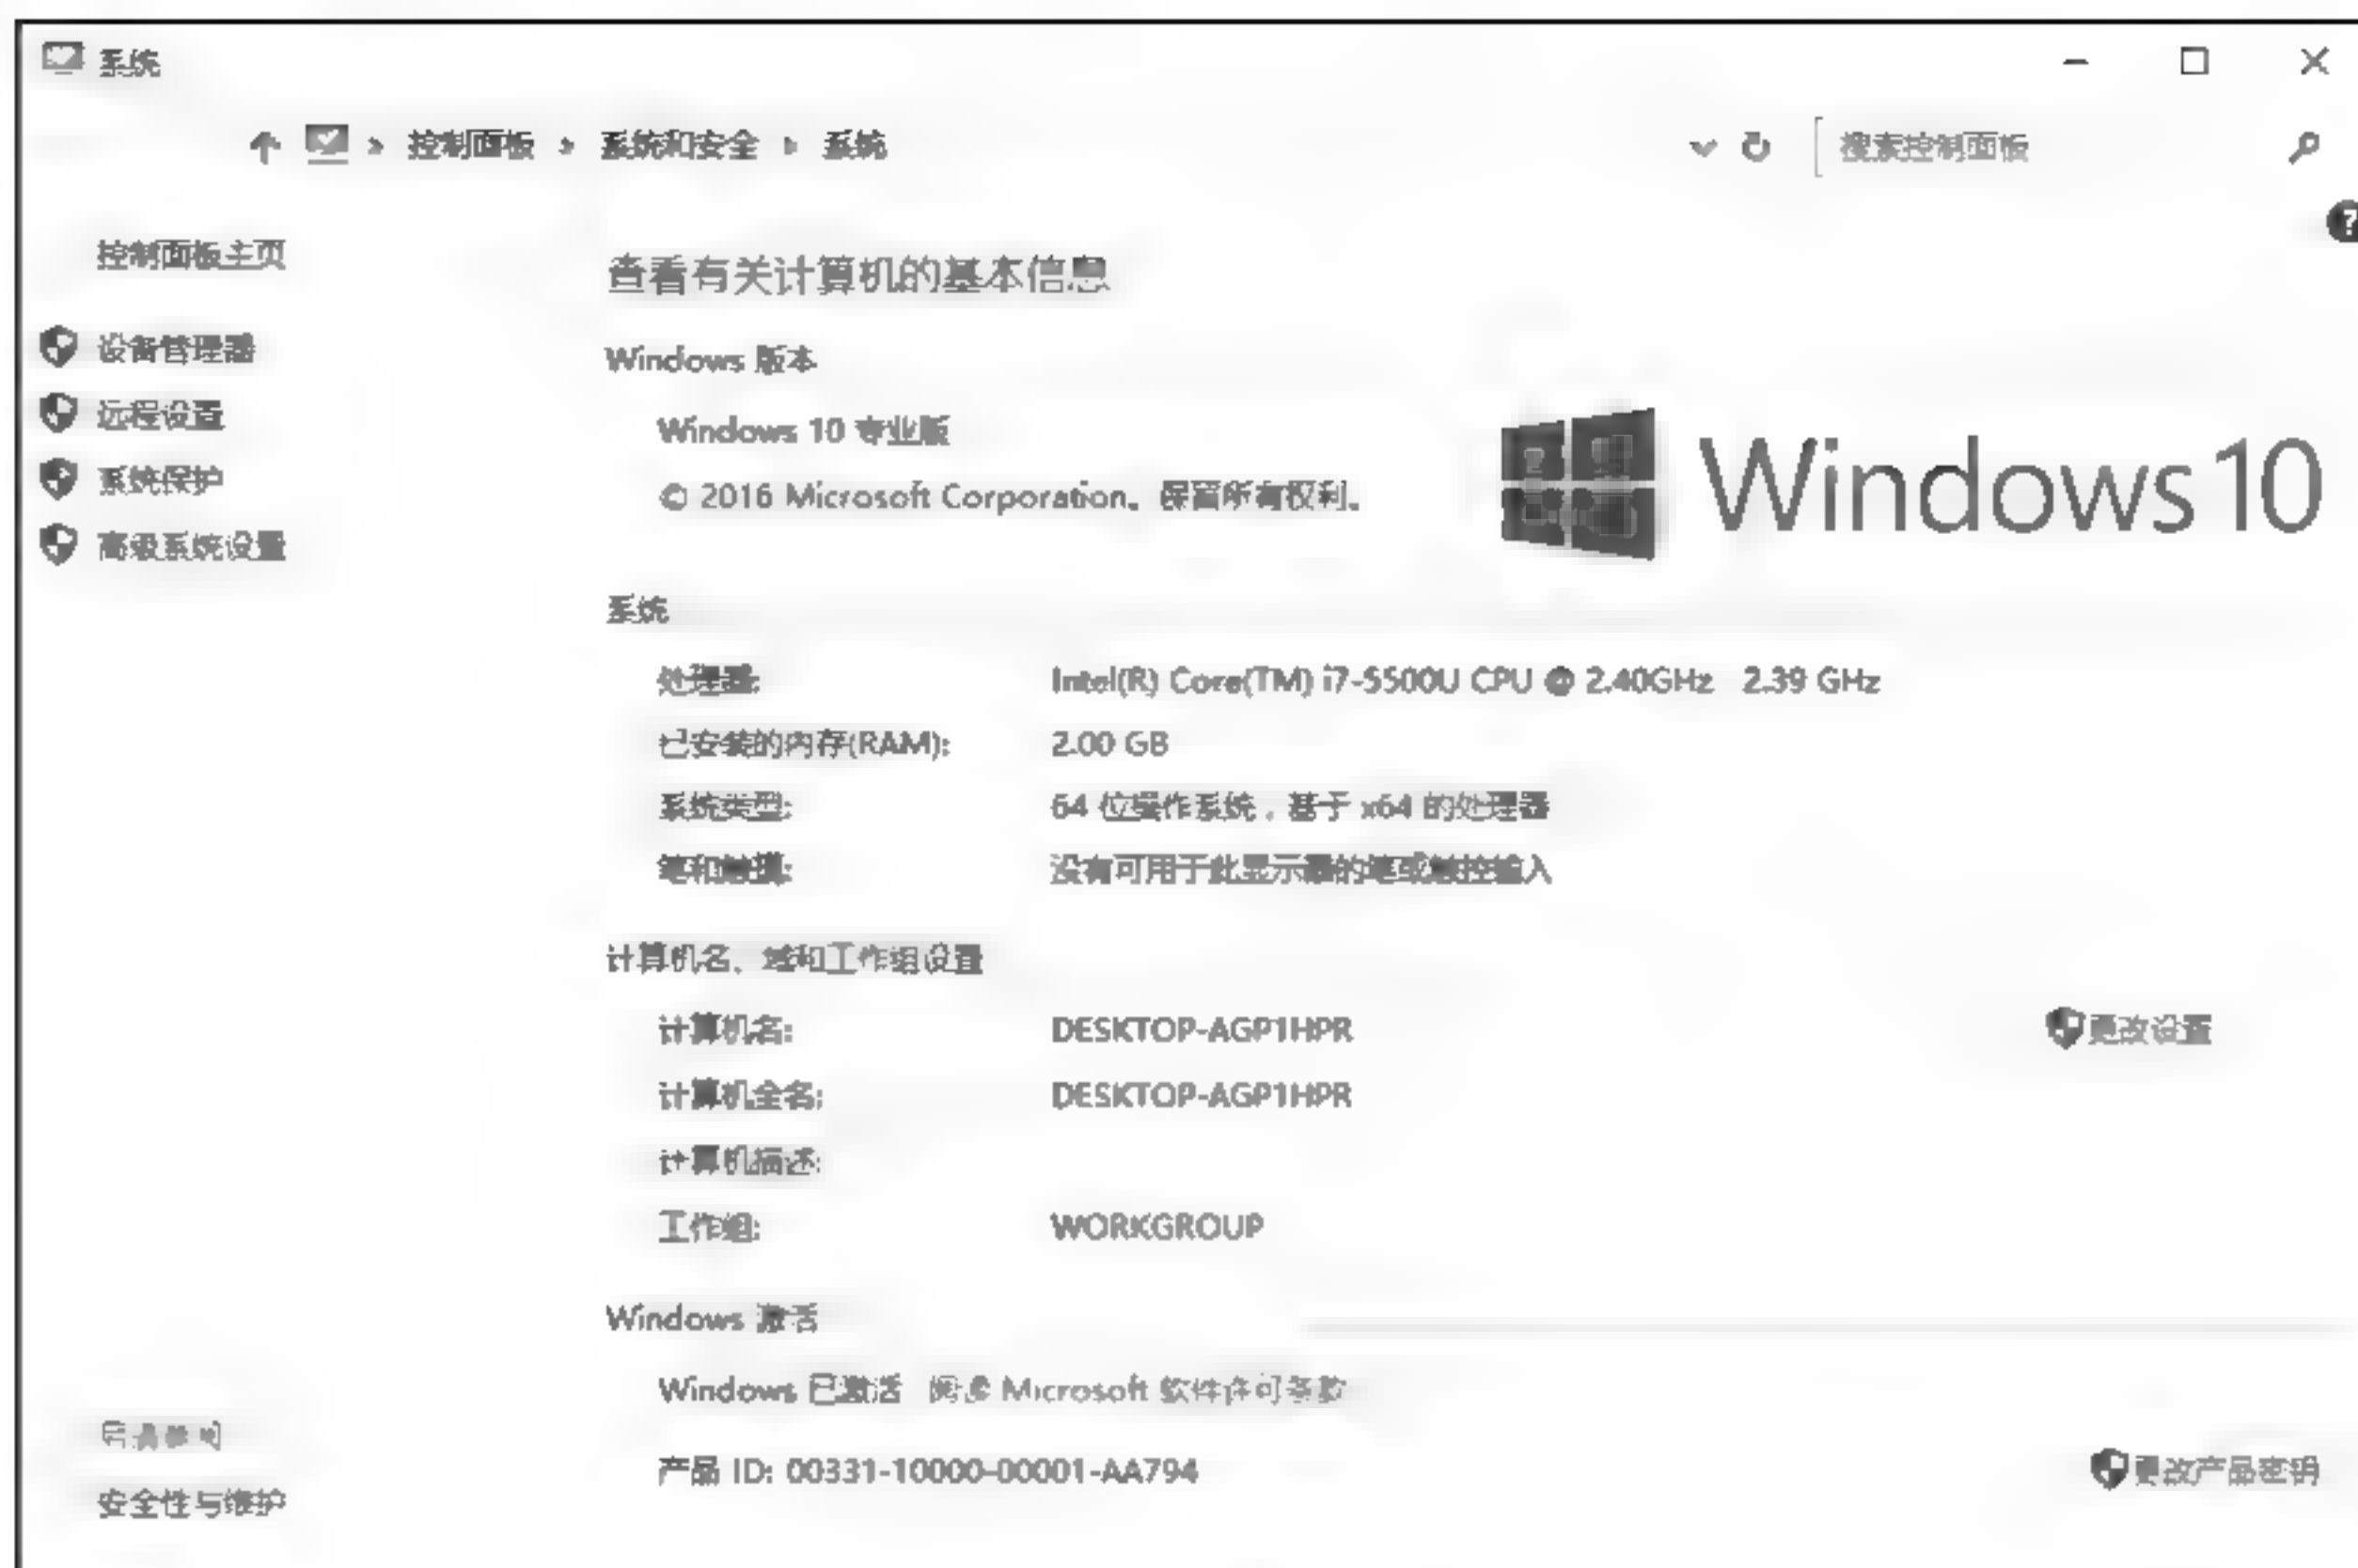 系统
控制面板 系统和安全 系统
搜索控制面板
控制面板主页
设备管理器
远程设置
系统保护
高级系统设置
查看有关计算机的基本信息
Windows 版本
Windows 10 专业版
© 2016 Microsoft Corporation。保留所有权利。
Windows 10
系统
处理器: Intel(R) Core(TM) i7-5500U CPU @ 2.40GHz 2.39 GHz
已安装的内存(RAM): 2.00 GB
系统类型: 64 位操作系统，基于 x64 的处理器
笔和触摸: 没有可用于此显示器的笔或触控输入
计算机名、域和工作组设置
计算机名: DESKTOP-AGP1HPR
更改设置
计算机全名: DESKTOP-AGP1HPR
计算机描述:
工作组: WORKGROUP
Windows 激活
Windows 已激活 阅读 Microsoft 软件许可条款
产品 ID: 00331-10000-00001-AA794
更改产品密钥
另请参阅
安全性与维护